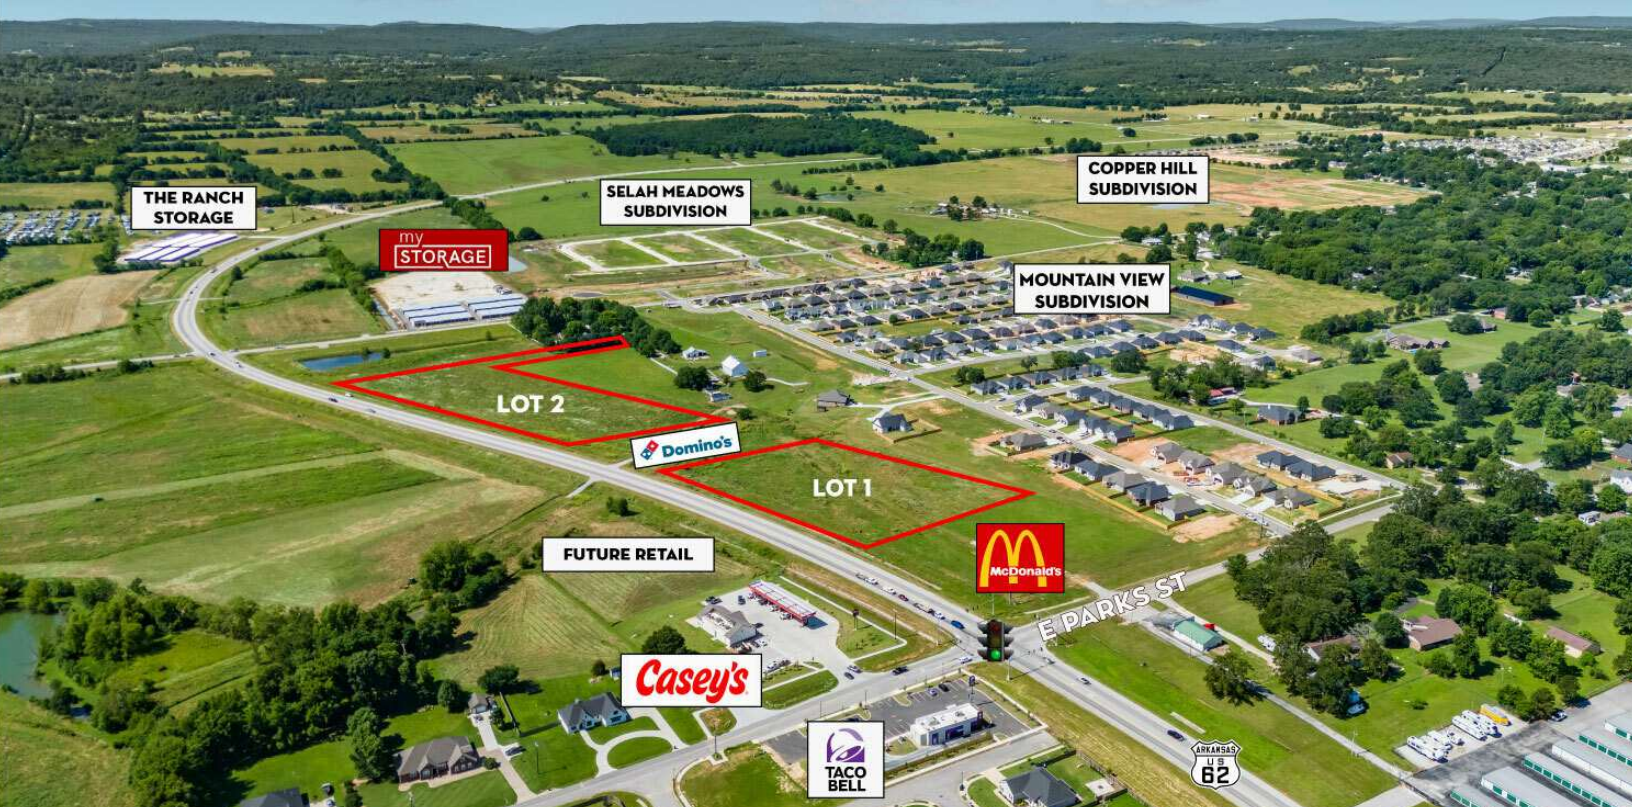 THE RANCH
STORAGE
my
STORAGE
SELAH MEADOWS
SUBDIVISION
COPPER HILL
SUBDIVISION
MOUNTAIN VIEW
SUBDIVISION
LOT 2
Domino's
LOT 1
FUTURE RETAIL
McDonald's
E PARKS ST
Casey's
TACO
BELL
ARKANSAS
US
62